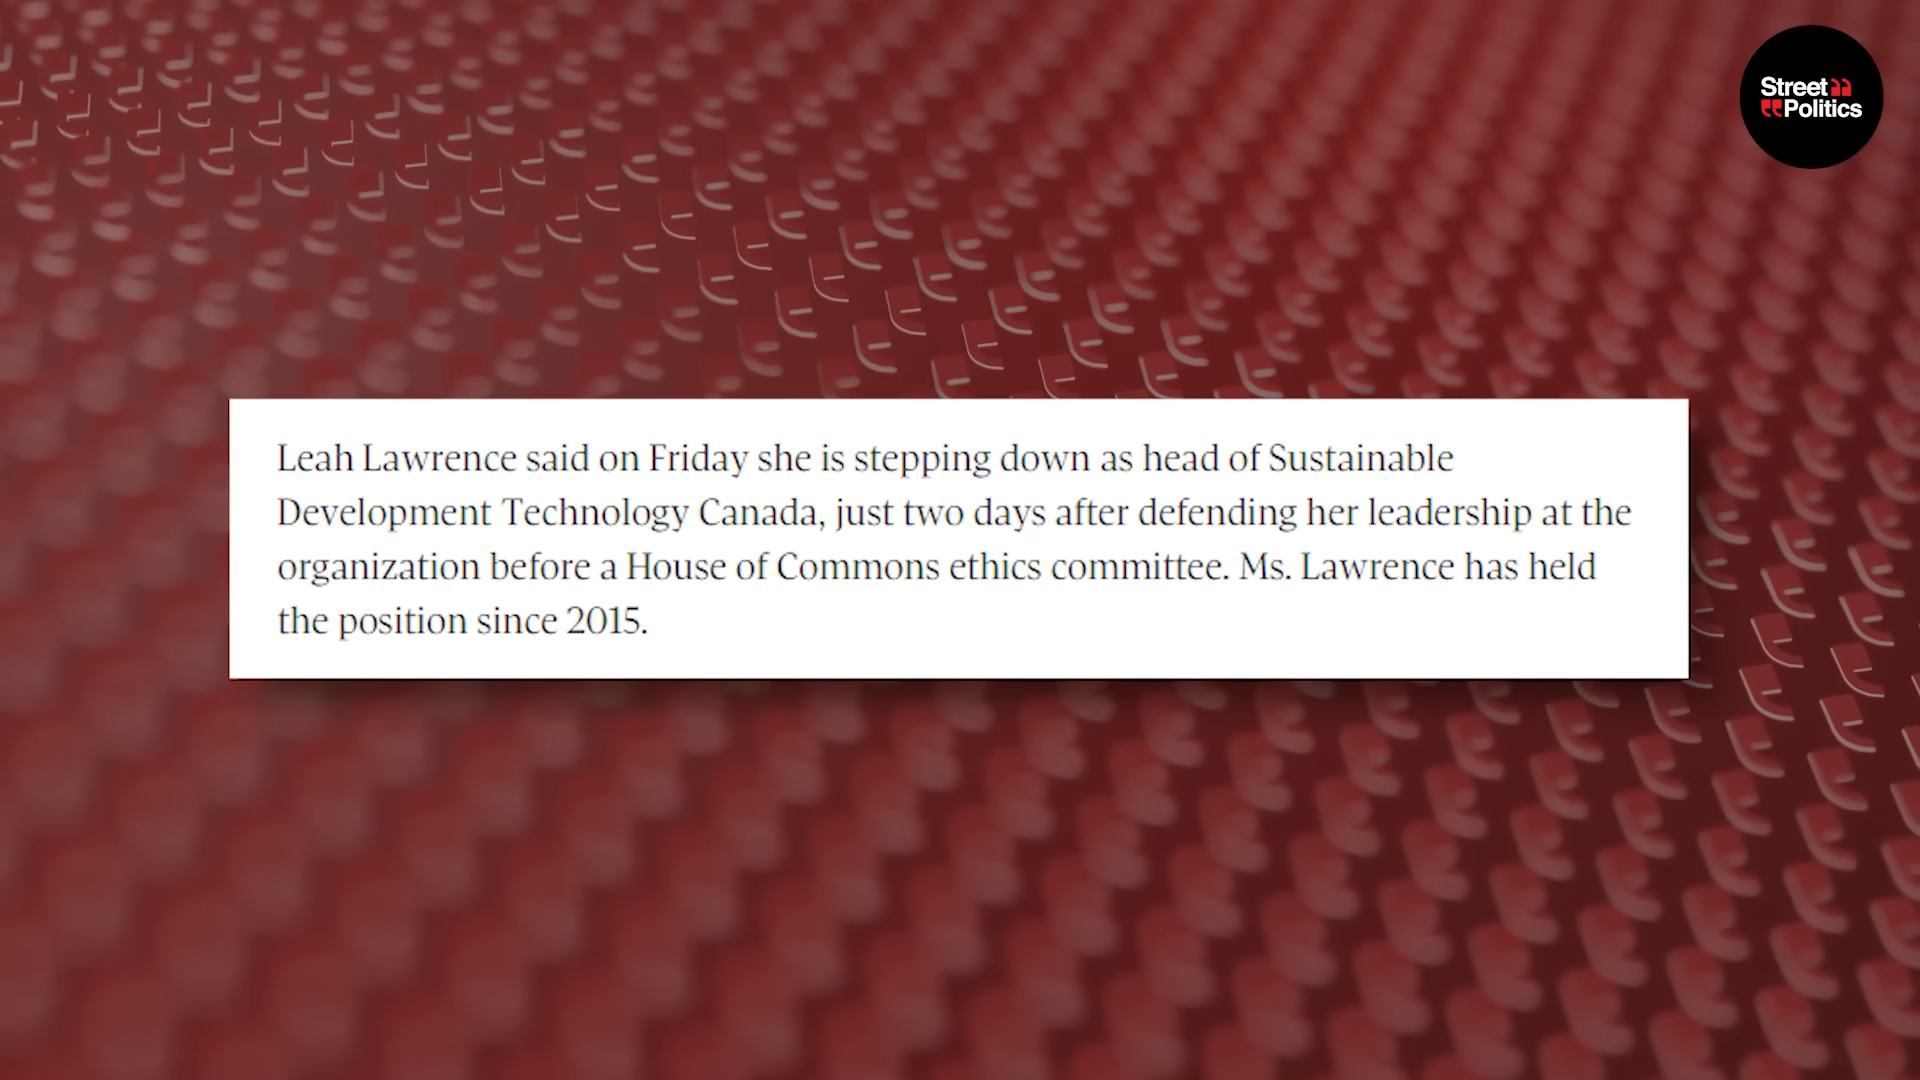 Street
Politics
Leah Lawrence said on Friday she is stepping down as head of Sustainable
Development Technology Canada, just two days after defending her leadership at the
organization before a House of Commons ethics committee. Ms. Lawrence has held
the position since 2015.